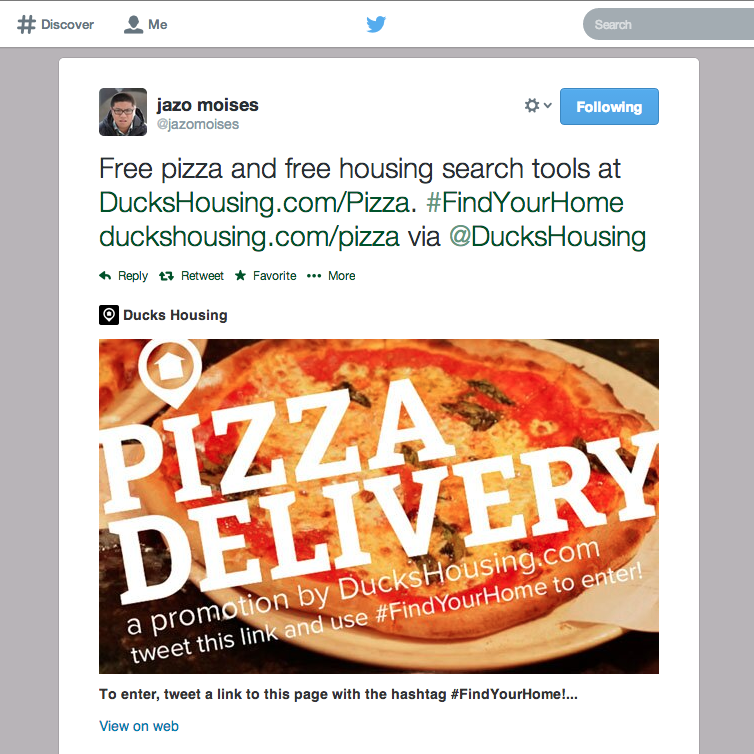 Discover
Me
Search
jazo moises
@jazomoises
Following
Free pizza and free housing search tools at
DucksHousing.com/Pizza. #FindYourHome
duckshousing.com/pizza via @DucksHousing
Reply
Retweet
Favorite
More
Ducks Housing
PIZZA
DELIVERY
a promotion by DucksHousing.com
tweet this link and use #FindYourHome to enter!
To enter, tweet a link to this page with the hashtag #FindYourHome!...
View on web